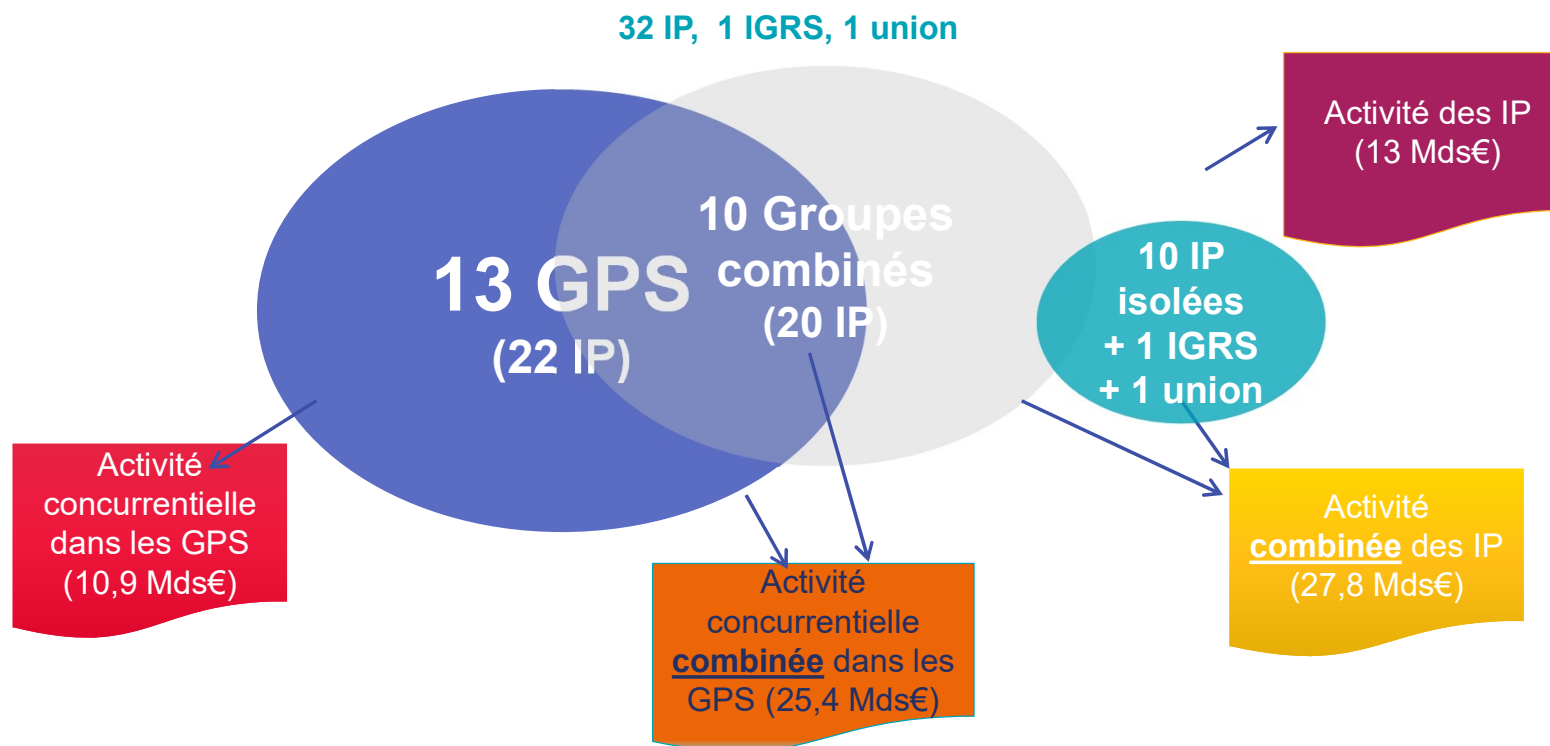 32 IP, 1 IGRS, 1 union
13 GPS
(22 IP)
10 Groupes
combinés
(20 IP)
10 IP
isolées
+ 1 IGRS
+ 1 union
Activité des IP
(13 Mds€)
Activité
concurrentielle
dans les GPS
(10,9 Mds€)
Activité
concurrentielle
combinée dans les
GPS (25,4 Mds€)
Activité
combinée des IP
(27,8 Mds€)